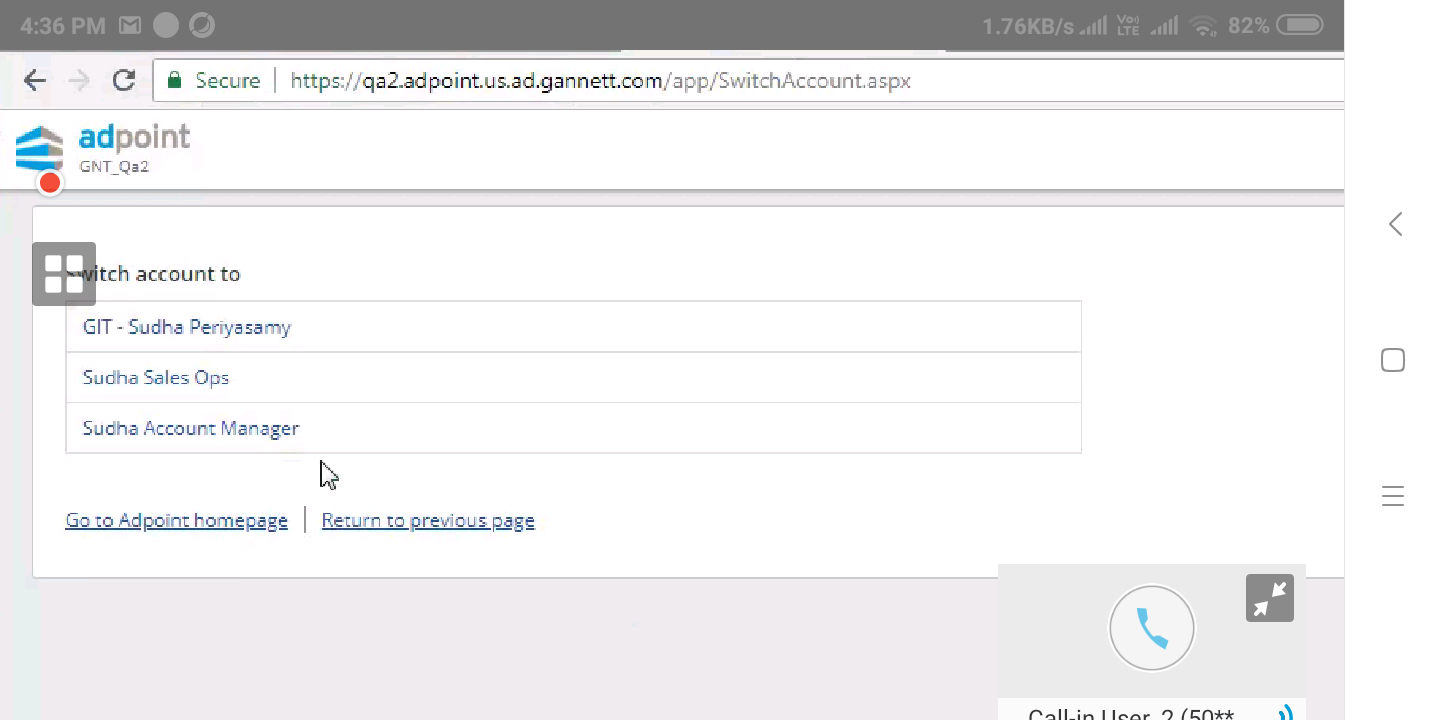 4:36 PM
1.76KB/s Vo)) LTE 82%
Secure https://qa2.adpoint.us.ad.gannett.com/app/SwitchAccount.aspx
adpoint
GNT_Qa2
witch account to
GIT - Sudha Periyasamy
Sudha Sales Ops
Sudha Account Manager
Go to Adpoint homepage
Return to previous page
Call-in User 2 (50**